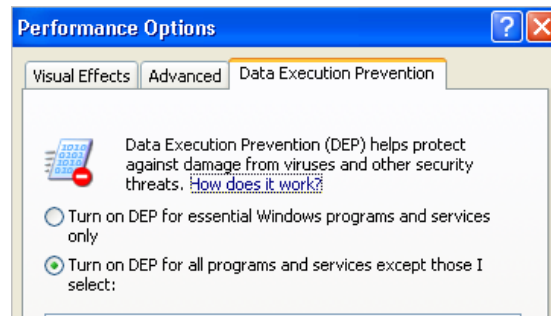 Performance Options
Visual Effects
Advanced
Data Execution Prevention
Data Execution Prevention (DEP) helps protect
against damage from viruses and other security
threats. How does it work?
Turn on DEP for essential Windows programs and services
only
Turn on DEP for all programs and services except those I
select: